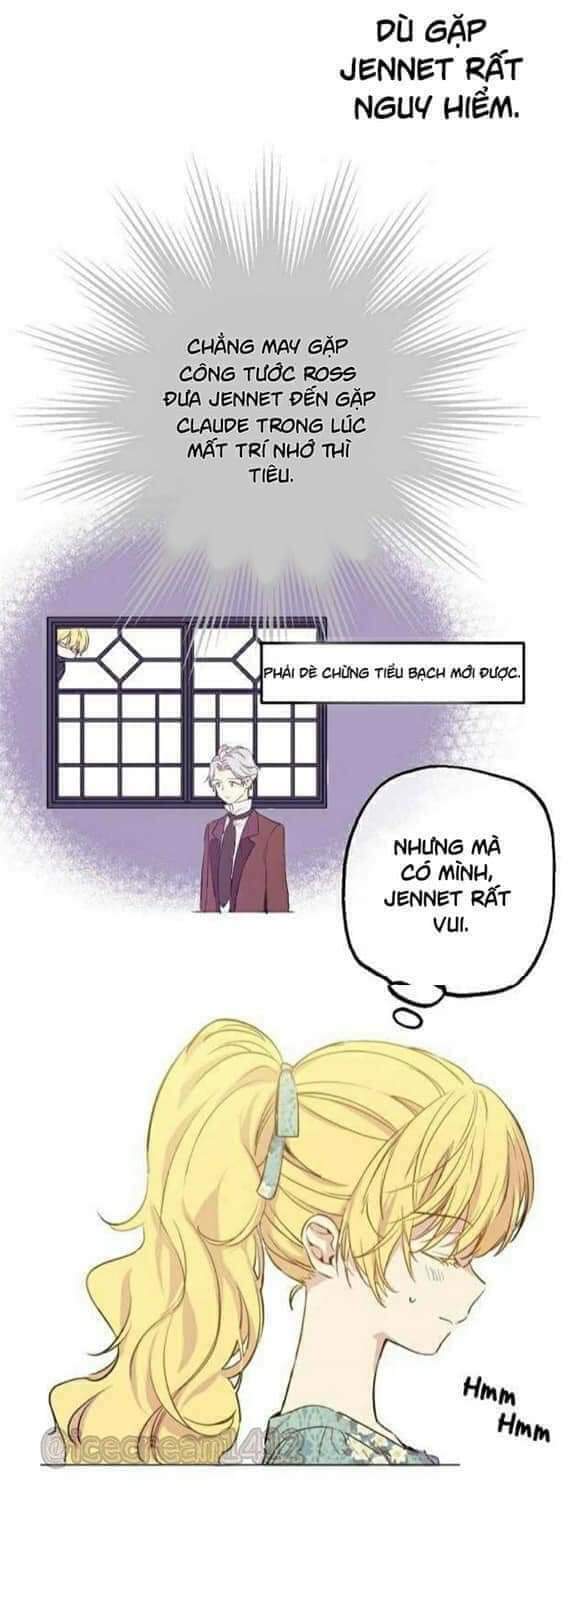 DÙ GẶP
JENNET RẤT
NGUY HIỂM.
CHẲNG MAY GẶP
CÔNG TƯỚC ROSS
ĐƯA JENNET ĐẾN GẶP
CLAUDE TRONG LÚC
MẤT TRÍ NHỚ THÌ
TIÊU.
PHẢI DÈ CHỪNG TIỂU BẠCH MỚI ĐƯỢC.
NHƯNG MÀ
CÓ MÌNH,
JENNET RẤT
VUI.
Hmm
Hmm
@icecream1412